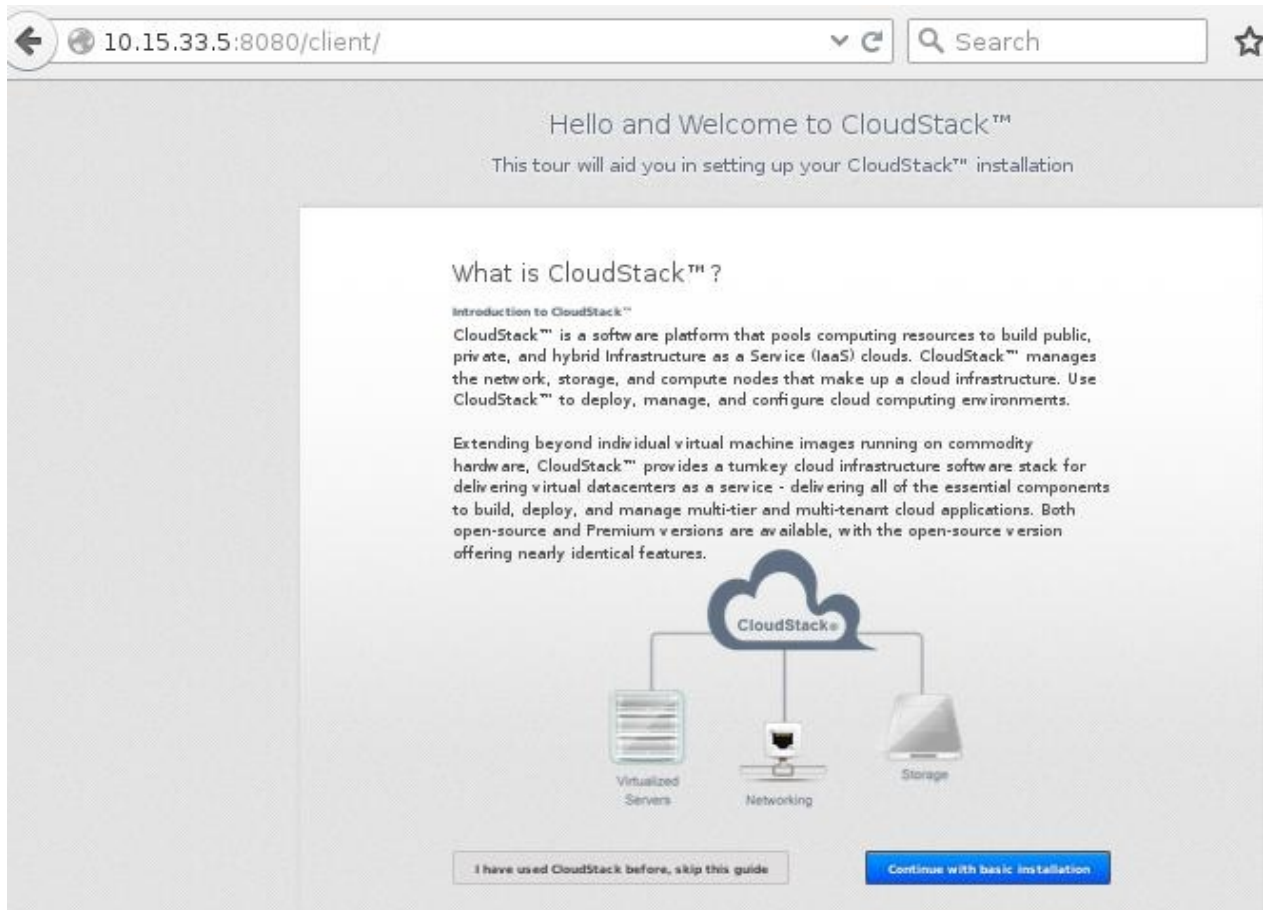 10.15.33.5:8080/client/
Search
Hello and Welcome to CloudStack™
This tour will aid you in setting up your CloudStack™ installation
What is CloudStack™?
Introduction to CloudStack™
CloudStack™ is a software platform that pools computing resources to build public,
private, and hybrid Infrastructure as a Service (IaaS) clouds. CloudStack™ manages
the network, storage, and compute nodes that make up a cloud infrastructure. Use
CloudStack™ to deploy, manage, and configure cloud computing environments.
Extending beyond individual virtual machine images running on commodity
hardware, CloudStack™ provides a turnkey cloud infrastructure software stack for
delivering virtual datacenters as a service - delivering all of the essential components
to build, deploy, and manage multi-tier and multi-tenant cloud applications. Both
open-source and Premium versions are available, with the open-source version
offering nearly identical features.
CloudStack®
Virtualized
Servers
Networking
Storage
I have used CloudStack before, skip this guide
Continue with basic installation